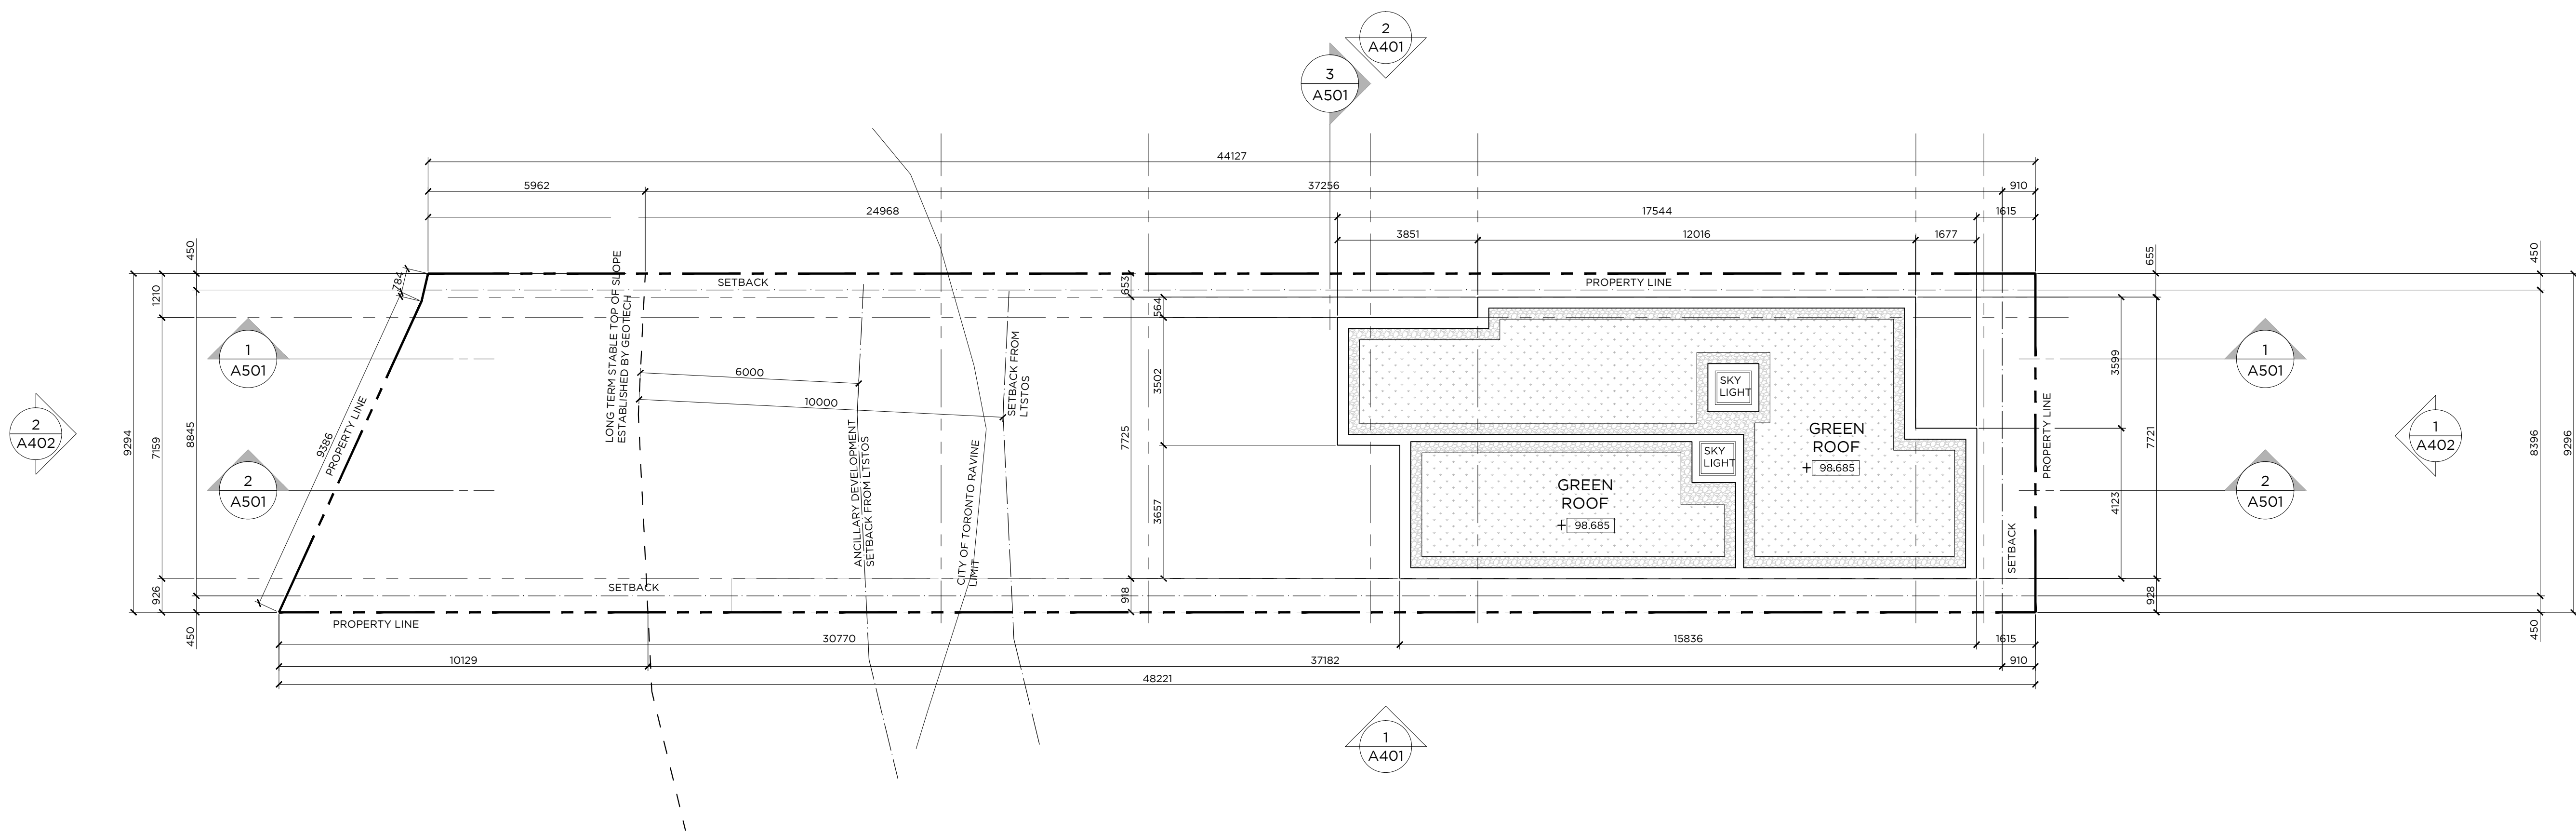 2
A401
3
A501
44127
5962
37256
910
24968
17544
1615
3851
12016
1677
450
655
450
784
SETBACK
653
PROPERTY LINE
1210
564
LONG TERM STABLE TOP OF SLOPE
ESTABLISHED BY GEOTECH
SETBACK FROM
LTSTOS
1
A501
1
A501
6000
3502
3599
SKY
LIGHT
10000
2
A402
9294
7159
8845
9386
PROPERTY LINE
7725
GREEN
ROOF
98.685
PROPERTY LINE
7721
1
A402
8396
9296
ANCILLARY DEVELOPMENT
SETBACK FROM LTSTOS
SKY
LIGHT
2
A501
2
A501
CITY OF TORONTO RAVINE
LIMIT
3657
GREEN
ROOF
98.685
4123
SETBACK
926
SETBACK
918
928
PROPERTY LINE
450
450
30770
15836
1615
10129
37182
910
48221
1
A401